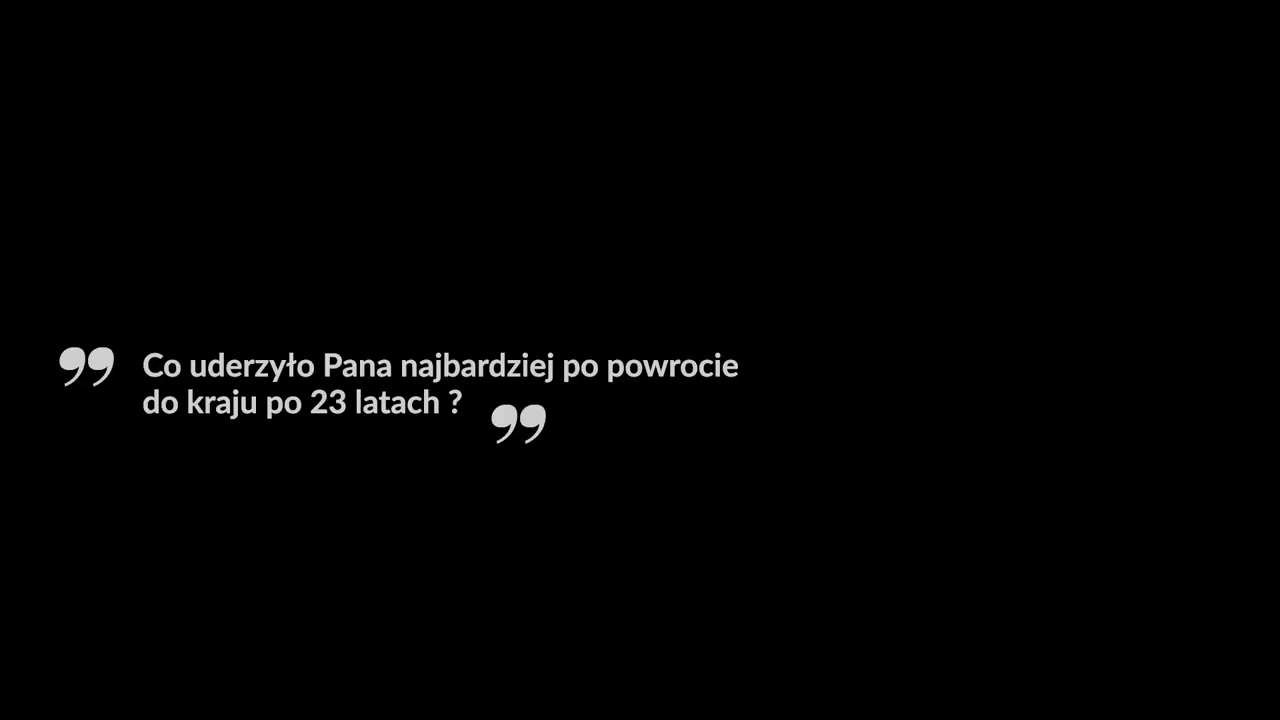 ” Co uderzyło Pana najbardziej po powrocie
do kraju po 23 latach ? ”